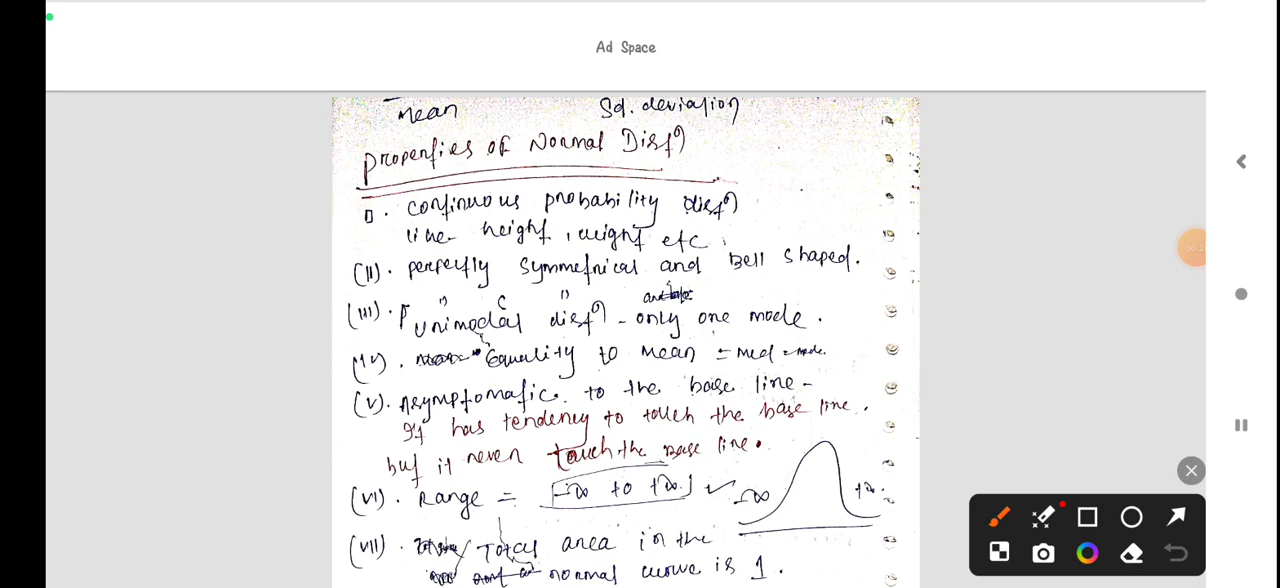 Ad Space
Mean Sd. deviation
Properties of Normal Distⁿ
I. continuous probability distⁿ
like height, weight etc.
(II). perfectly symmetrical and Bell shaped.
(III). unimodal distⁿ - only one mode.
(IV). Equality to Mean = Med = mode.
(V). Asymptomatic to the base line -
It has tendency to touch the base line.
but it never touch the base line.
(VI). Range = [-∞ to +∞] -∞ +∞
(VII). Total area in the
normal curve is 1.